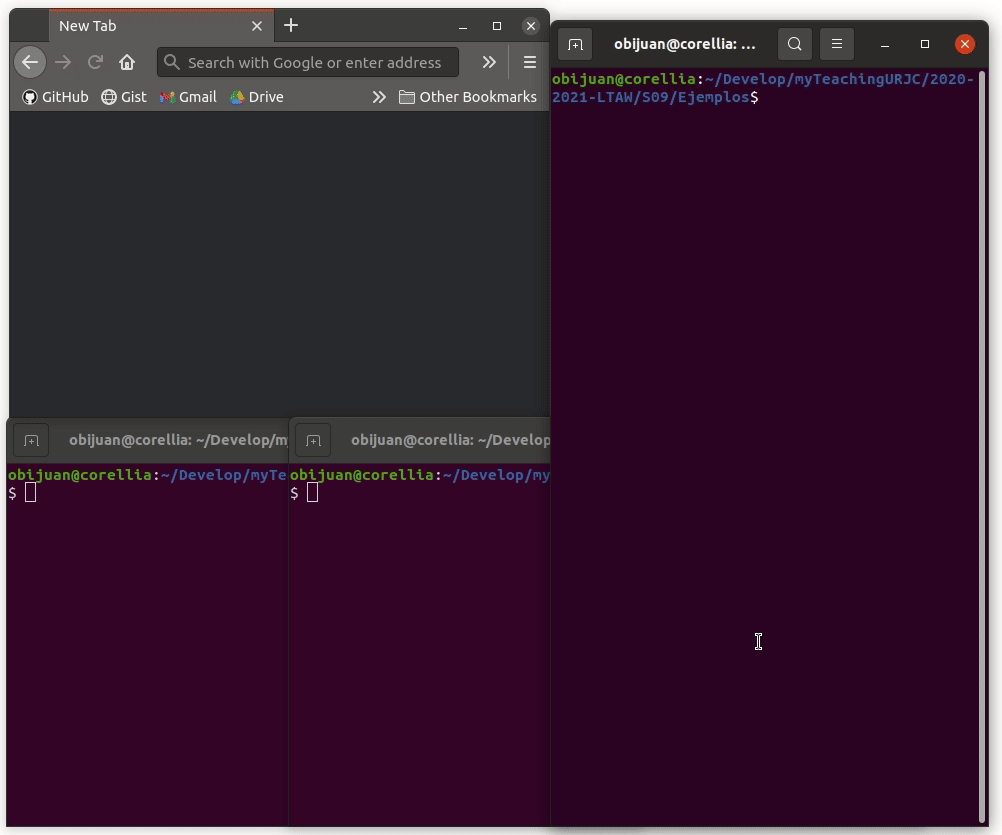 New Tab
Search with Google or enter address
GitHub Gist Gmail Drive Other Bookmarks
obijuan@corellia: ...
obijuan@corellia:~/Develop/myTeachingURJC/2020-
2021-LTAW/S09/Ejemplos$
obijuan@corellia: ~/Develop/m
obijuan@corellia:~/Develop/myTe
$
obijuan@corellia: ~/Develop
obijuan@corellia:~/Develop/my
$